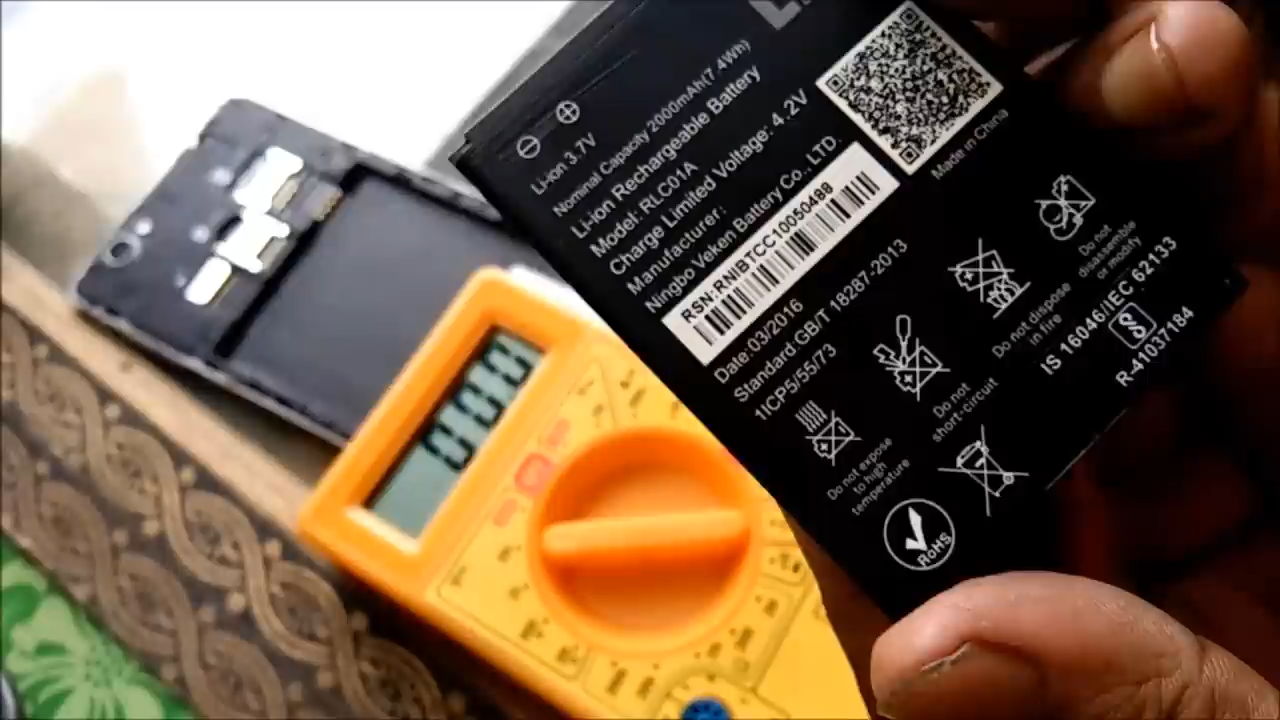 Li-ion 3.7V
Nominal Capacity 2000mAh(7.4Wh)
Li-ion Rechargeable Battery
Model: RLC01A
Charge Limited Voltage: 4.2V
Manufacturer:
Ningbo Veken Battery Co., LTD.
RSN-RNIBTCC10050488
Date:03/2016
Standard GB/T 18287-2013
1ICP5/55/73
Made in China
Do not expose
to high
temperature
Do not
short-circuit
Do not dispose
in fire
Do not
disassemble
or modify
IS 16046/IEC 62133
S
R-41037184
RoHS
000